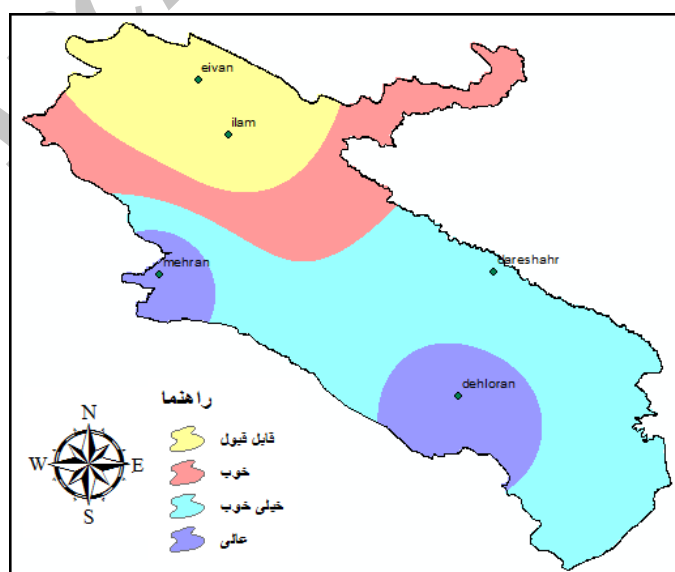 eivan
ilam
mehran
dareshahr
dehloran
راهنما
قابل قبول
خوب
خیلی خوب
عالی
N
W E
S